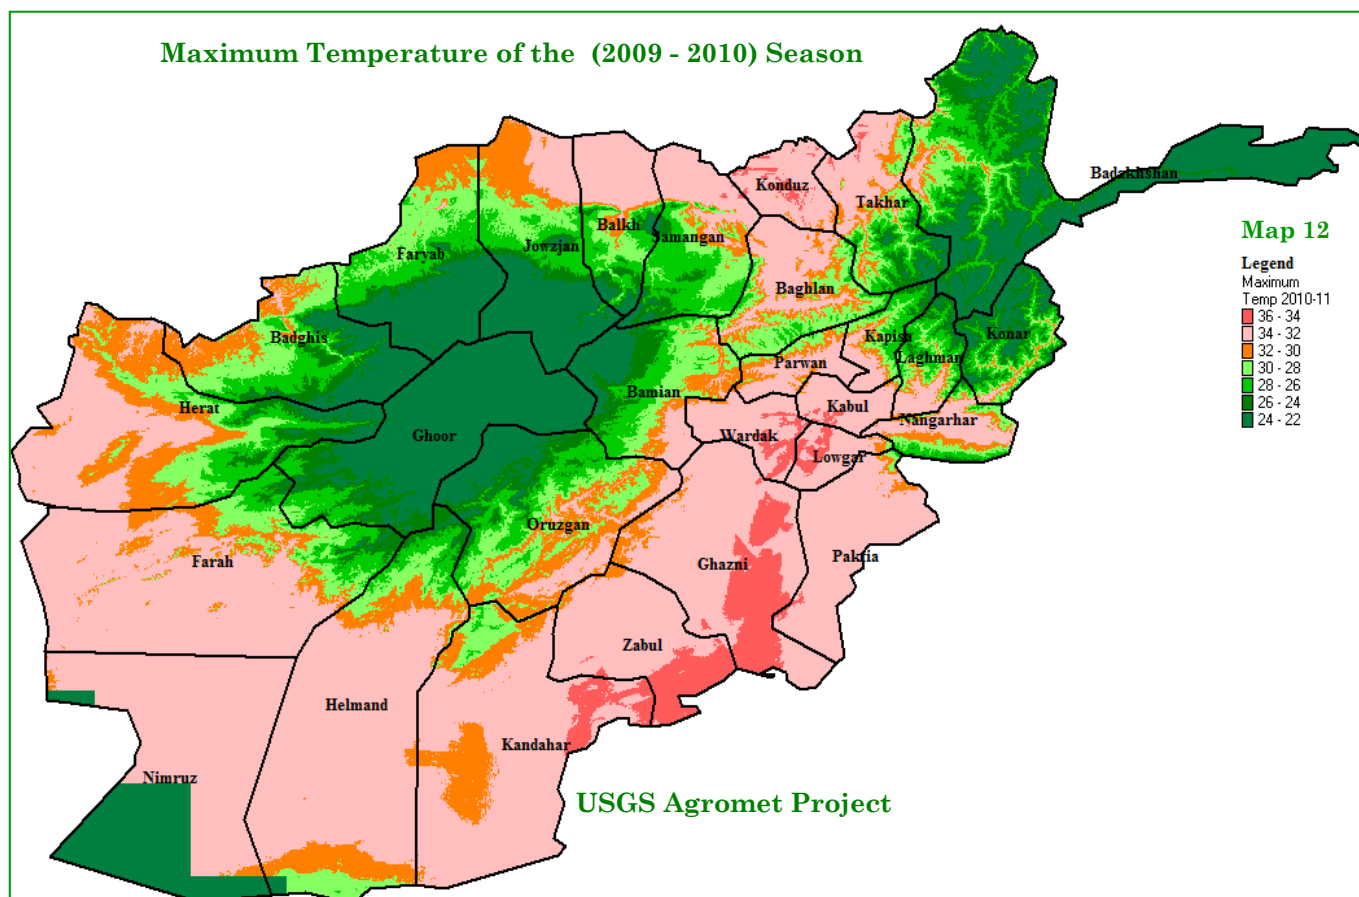 Maximum Temperature of the (2009 - 2010) Season
Konduz
Badakhshan
Takhar
Balkh
Samangan
Jowzjan
Faryab
Map 12
Legend
Maximum
Temp 2010-11
36 - 34
34 - 32
32 - 30
30 - 28
28 - 26
26 - 24
24 - 22
Baghlan
Badghis
Kapish
Konar
Laghman
Parwan
Bamian
Herat
Kabul
Nangarhar
Ghoor
Wardak
Lowgar
Oruzgan
Farah
Ghazni
Paktia
Zabul
Helmand
Kandahar
Nimruz
USGS Agromet Project